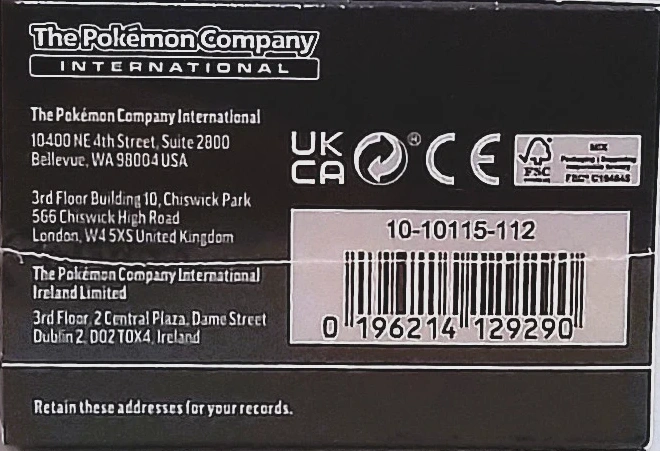 The Pokémon Company
INTERNATIONAL
The Pokémon Company International
10400 NE 4th Street, Suite 2800
Bellevue, WA 98004 USA
3rd Floor Building 10, Chiswick Park
566 Chiswick High Road
London, W4 5XS United Kingdom
The Pokémon Company International
Ireland Limited
3rd Floor, 2 Central Plaza, Dame Street
Dublin 2, D02 T0X4, Ireland
Retain these addresses for your records.
UK
CA
®
CE
FSC
MIX
10-10115-112
0 196214 129290